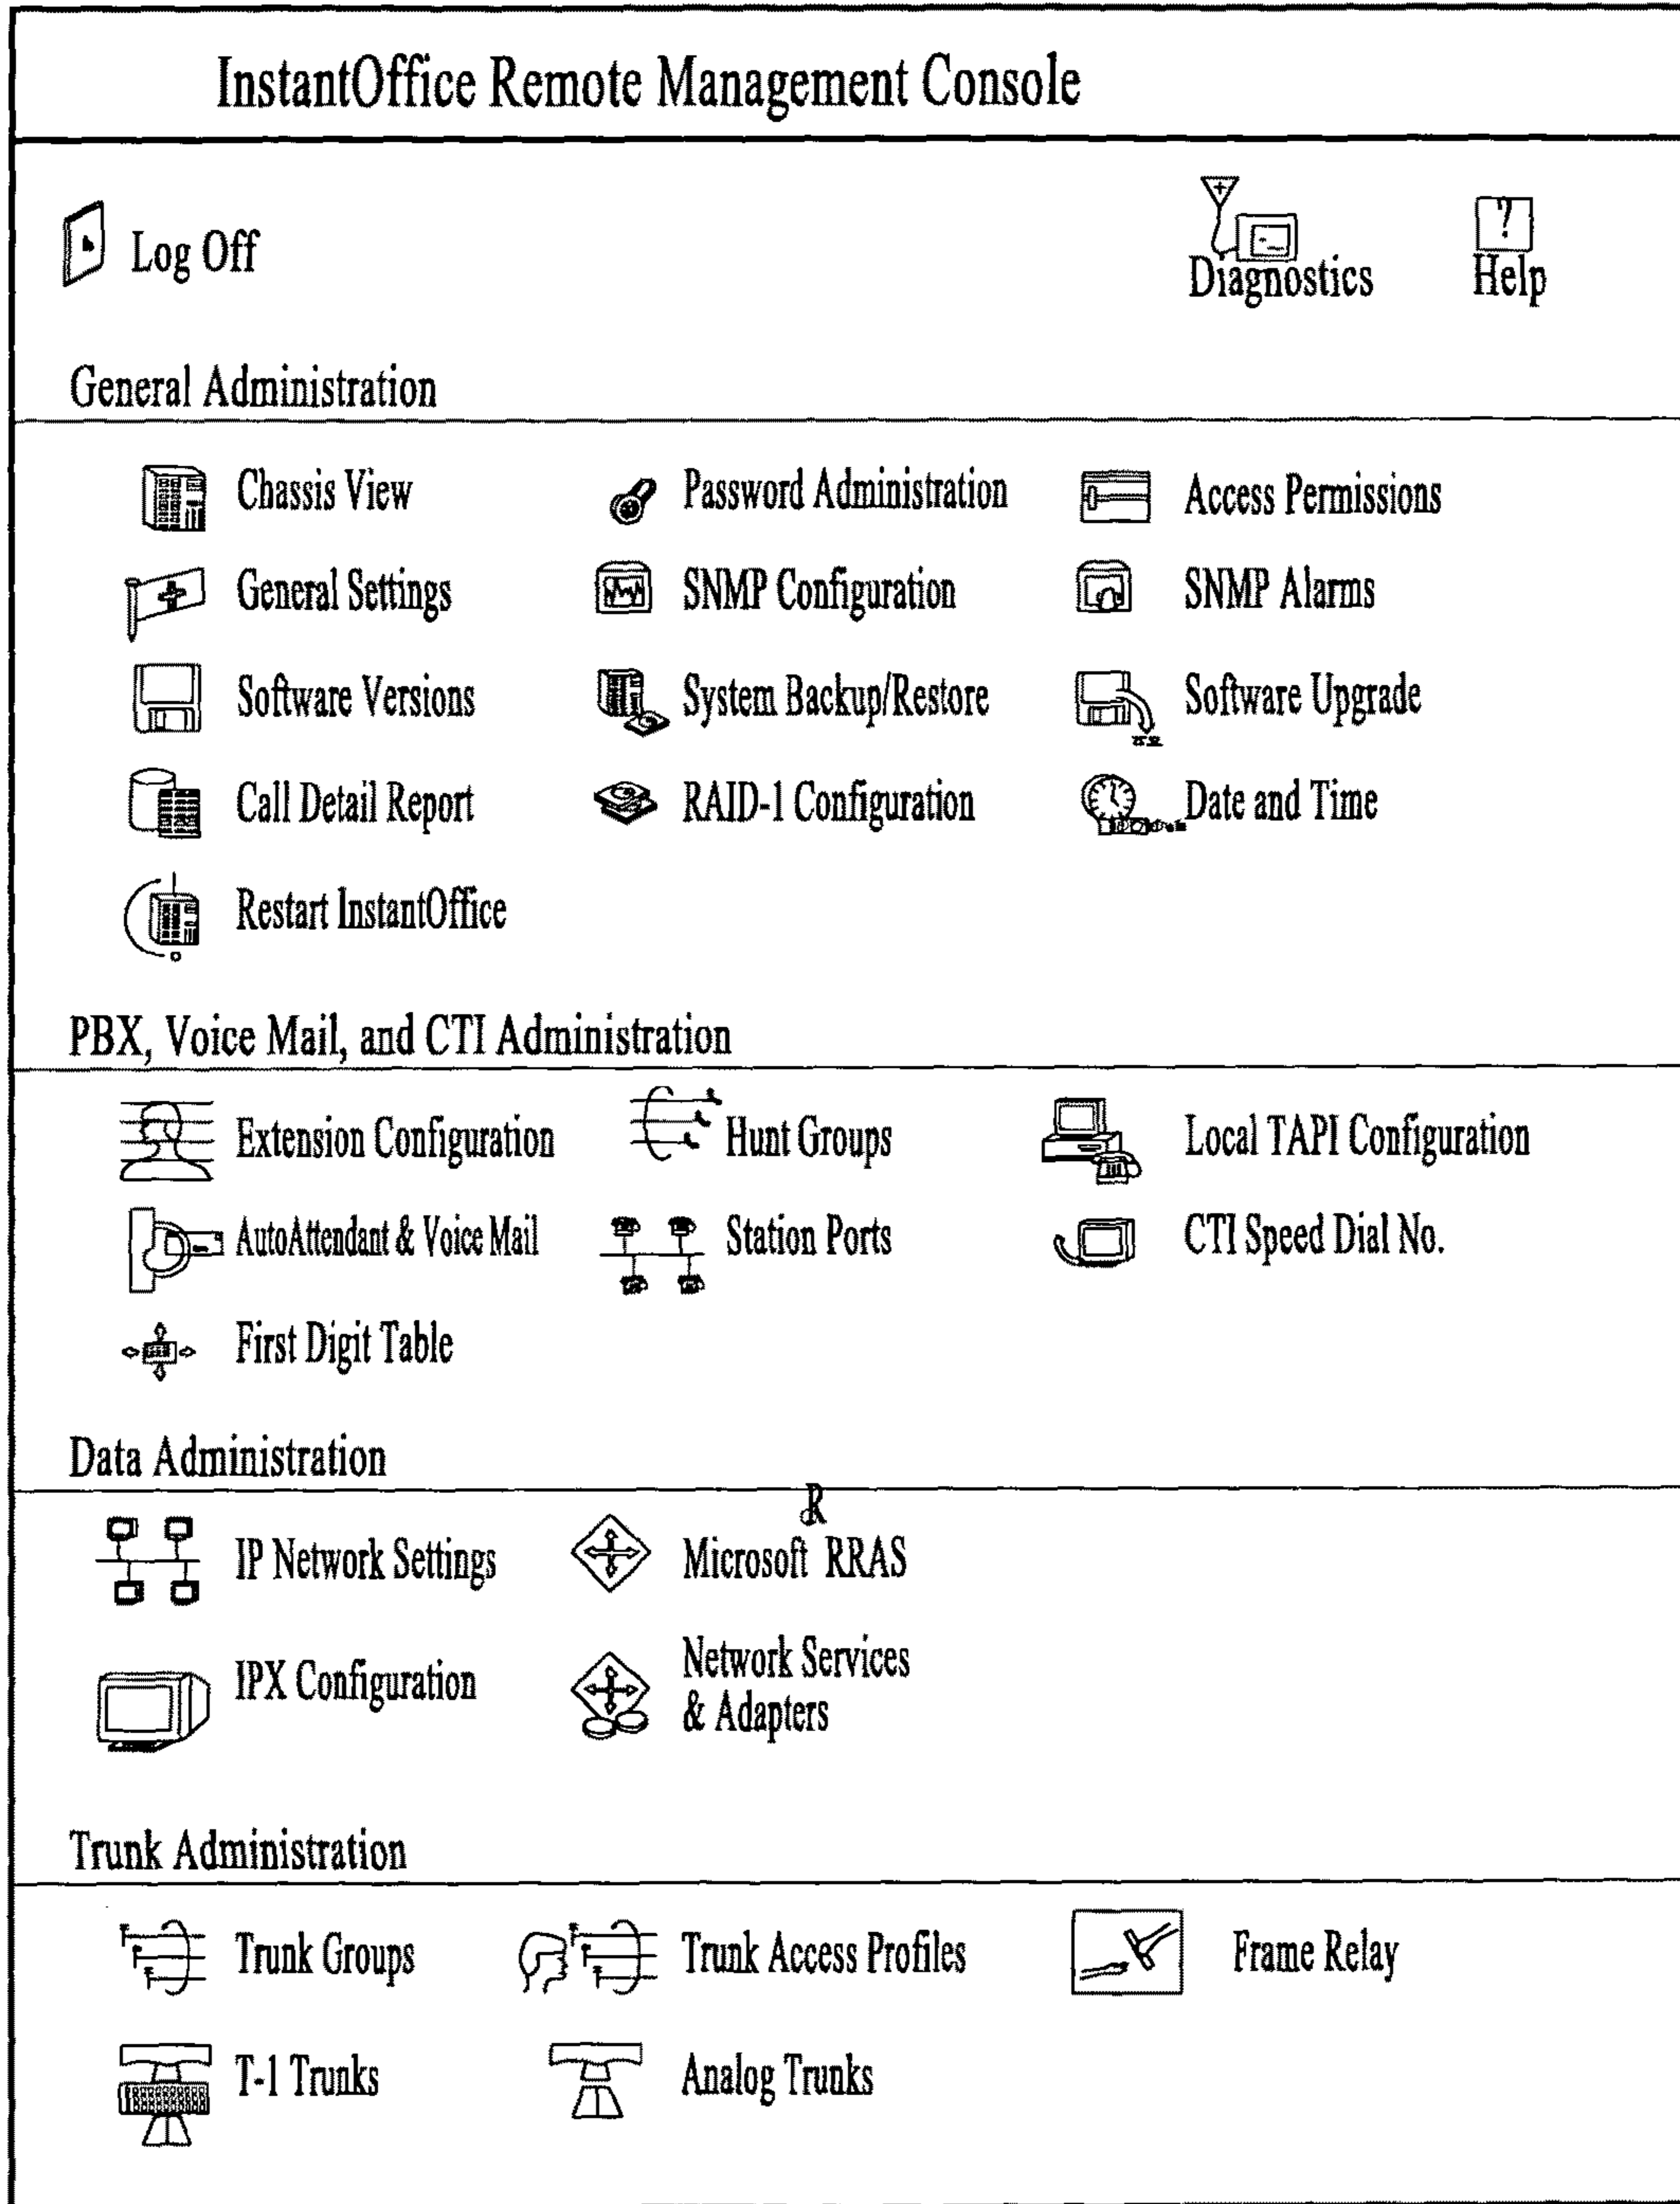 InstantOffice Remote Management Console
Log Off
Diagnostics
?
Help
General Administration
Chassis View
Password Administration
Access Permissions
General Settings
SNMP Configuration
SNMP Alarms
Software Versions
System Backup/Restore
Software Upgrade
Call Detail Report
RAID-1 Configuration
Date and Time
Restart InstantOffice
PBX, Voice Mail, and CTI Administration
Extension Configuration
Hunt Groups
Local TAPI Configuration
AutoAttendant & Voice Mail
Station Ports
CTI Speed Dial No.
First Digit Table
Data Administration
R
IP Network Settings
Microsoft RRAS
IPX Configuration
Network Services
& Adapters
Trunk Administration
Trunk Groups
Trunk Access Profiles
Frame Relay
T-1 Trunks
Analog Trunks